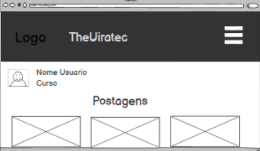 Logo TheUiratec
Nome Usuario
Curso
Postagens